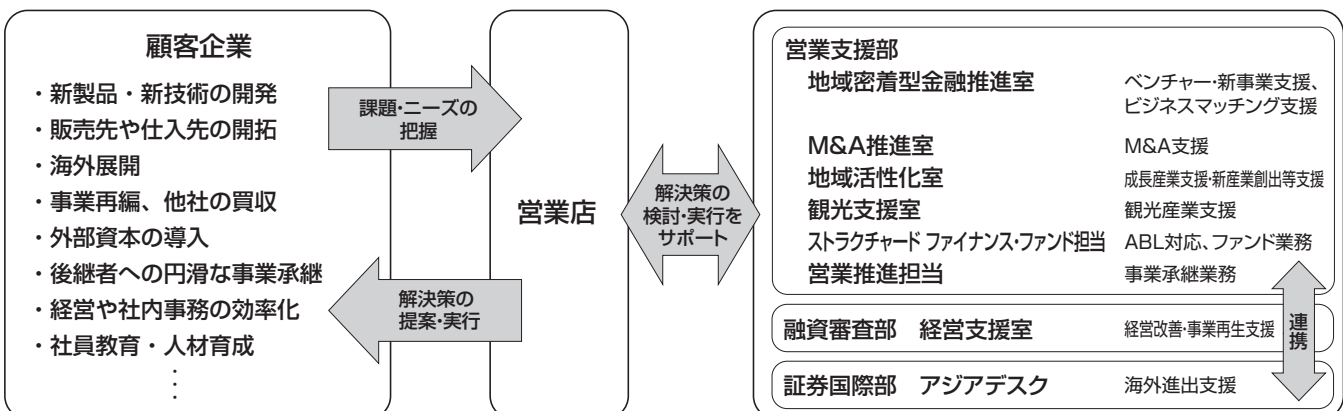 顧客企業
・新製品・新技術の開発
・販売先や仕入先の開拓
・海外展開
・事業再編、他社の買収
・外部資本の導入
・後継者への円滑な事業承継
・経営や社内事務の効率化
・社員教育・人材育成
課題・ニーズの
把握
解決策の
提案・実行
営業店
解決策の
検討・実行を
サポート
営業支援部
地域密着型金融推進室 ベンチャー・新事業支援、
ビジネスマッチング支援
M&A推進室 M&A支援
地域活性化室 成長産業支援・新産業創出等支援
観光支援室 観光産業支援
ストラクチャード ファイナンス・ファンド担当 ABL対応、ファンド業務
営業推進担当 事業承継業務
融資審査部 経営支援室 経営改善・事業再生支援
証券国際部 アジアデスク 海外進出支援
連携